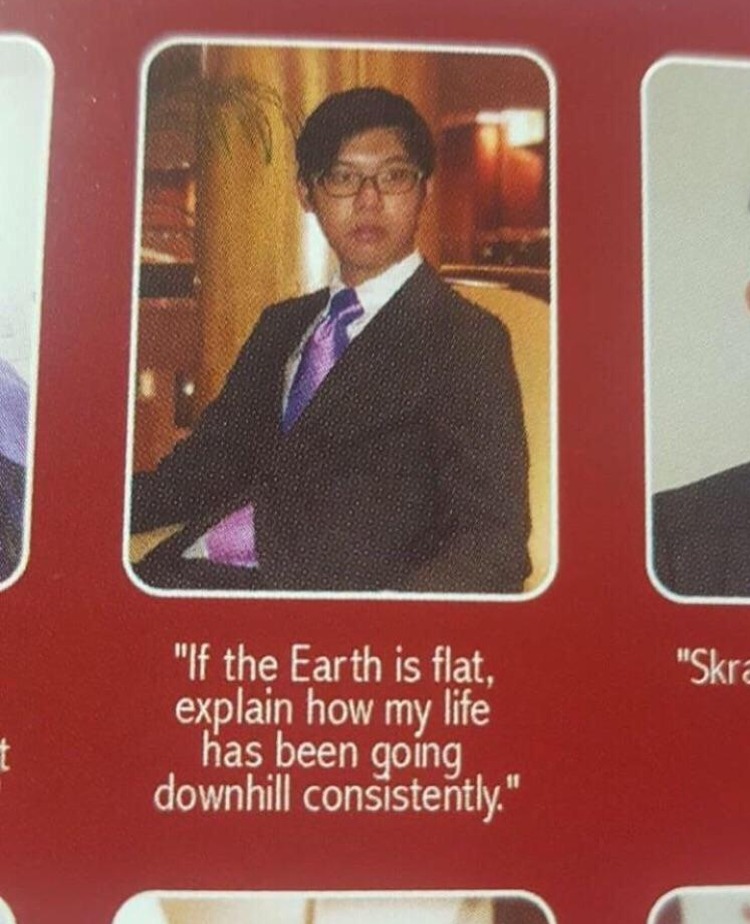 "If the Earth is flat,
explain how my life
has been going
downhill consistently."
"Skra
t